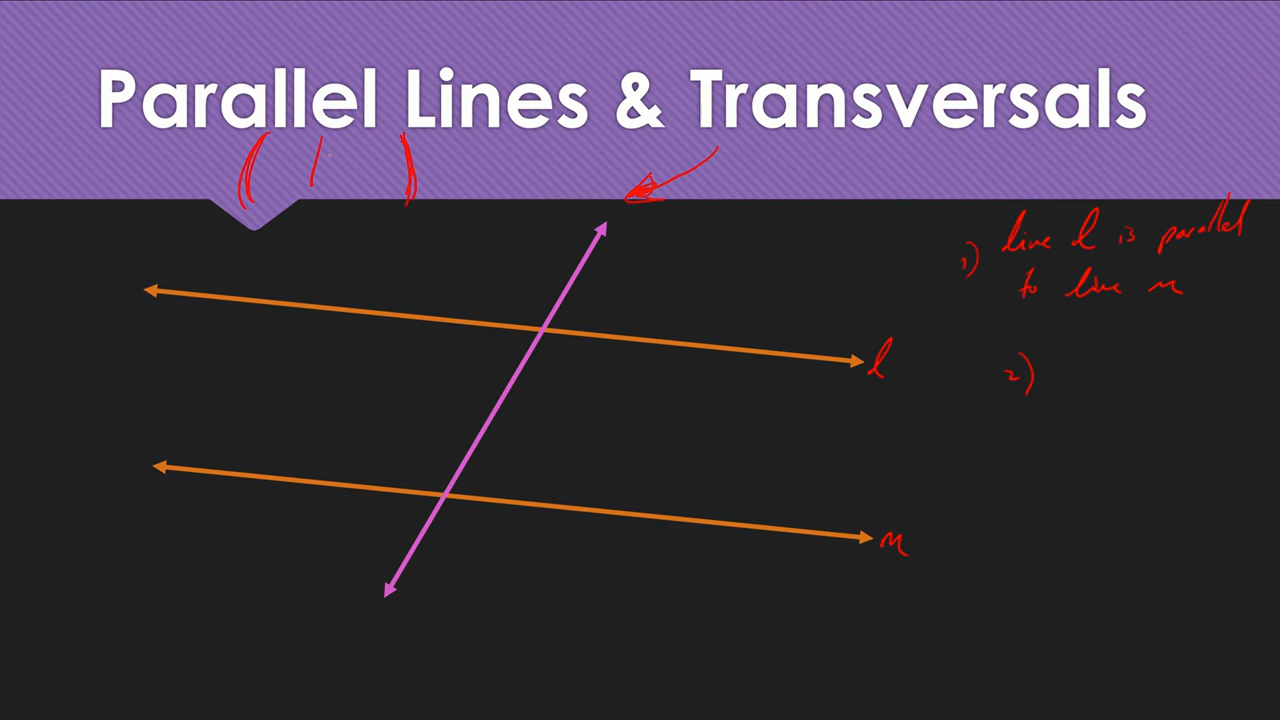 Parallel Lines & Transversals
( | )
1) line l is parallel
to line m
l
2)
m